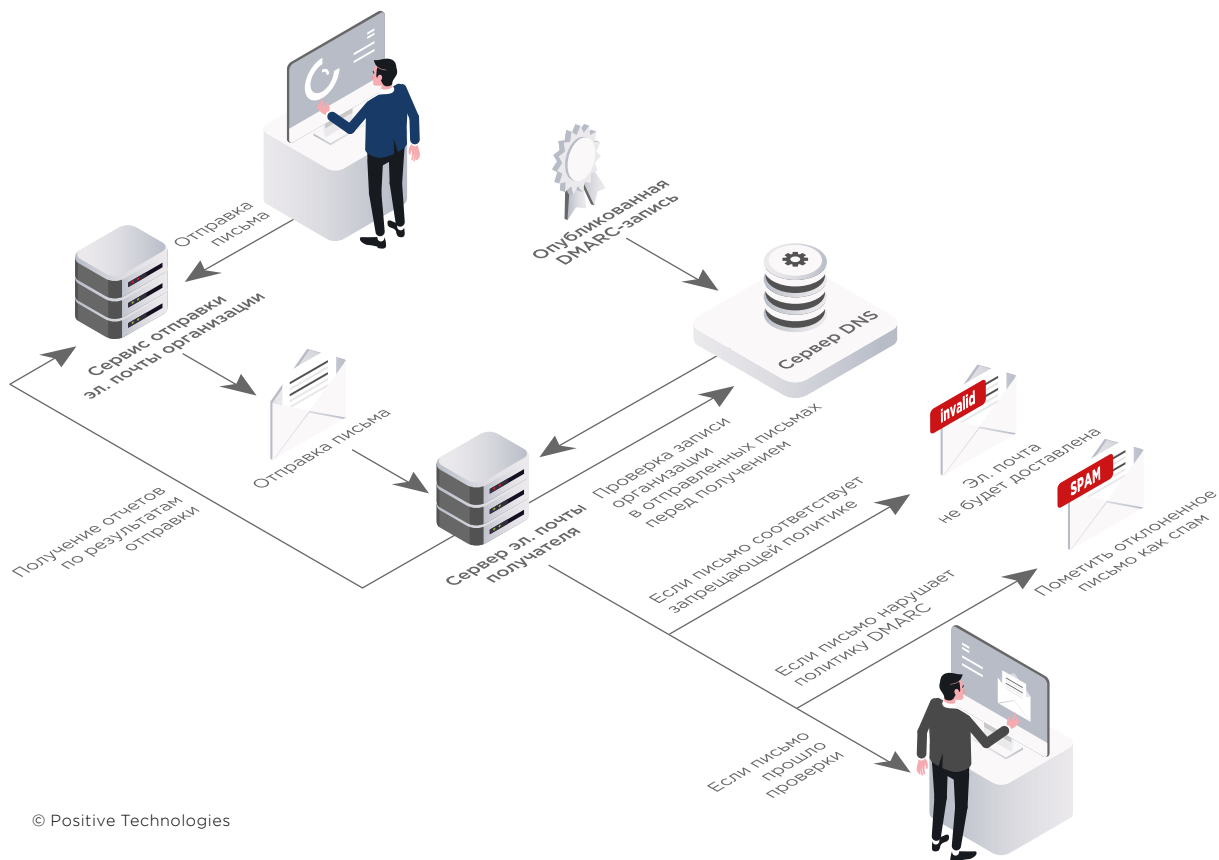 Отправка
письма
Опубликованная
DMARC-запись
Сервис отправки
эл. почты организации
Сервер DNS
Отправка письма
invalid
Эл. почта
не будет доставлена
SPAM
Пометить отклоненное
письмо как спам
Проверка записи
организации
в отправленных письмах
перед получением
Получение отчетов
по результатам
отправки
Сервер эл. почты
получателя
Если письмо соответствует
запрещающей политике
Если письмо нарушает
политику DMARC
Если письмо
прошло
проверки
© Positive Technologies